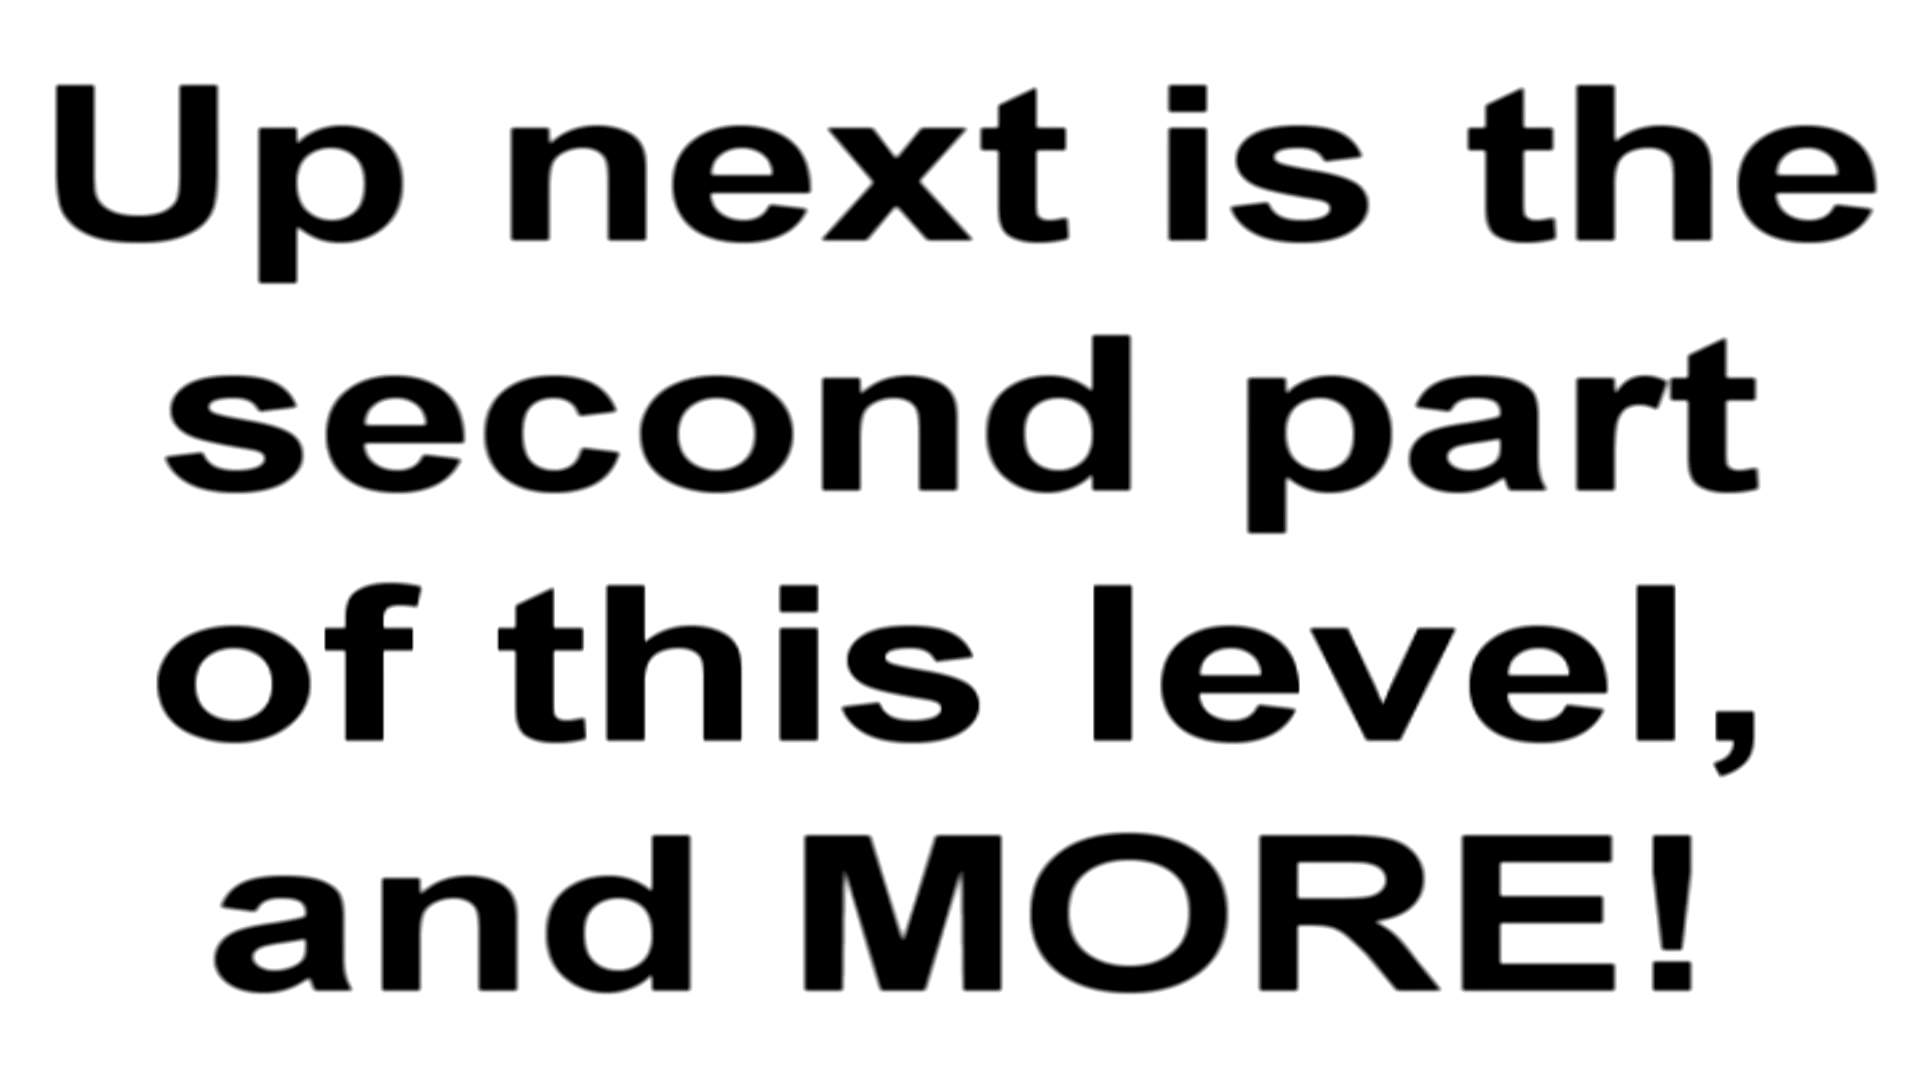 Up next is the
second part
of this level,
and MORE!